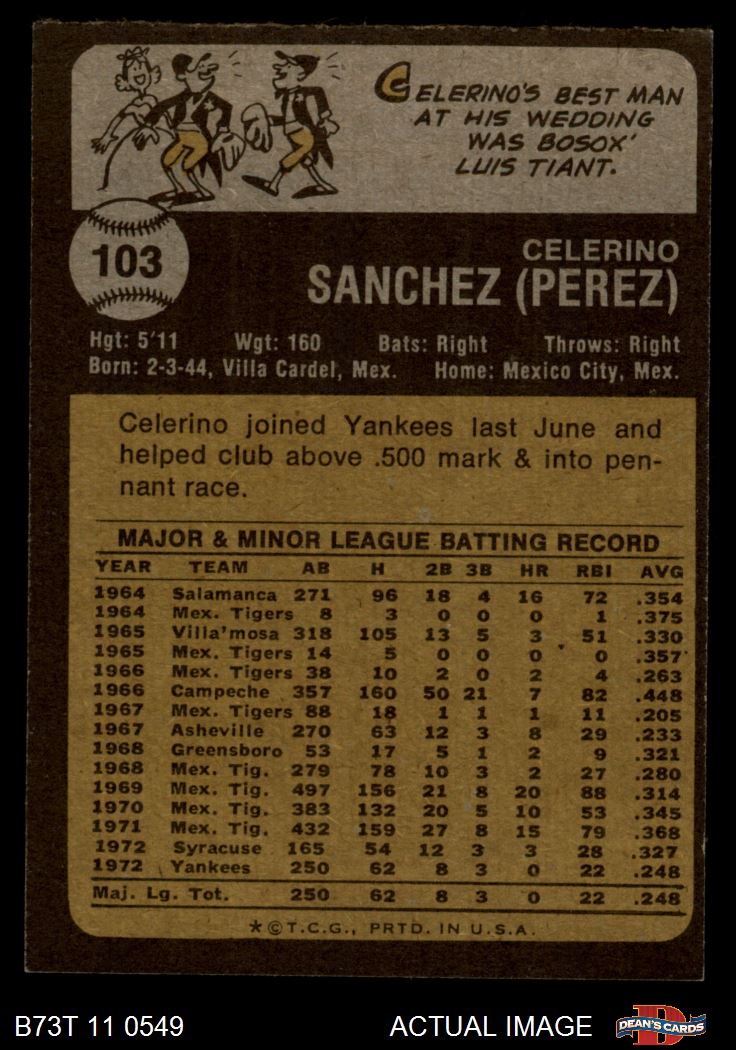 CELERINO'S BEST MAN
AT HIS WEDDING
WAS BOSOX'
LUIS TIANT.
103
CELERINO
SANCHEZ (PEREZ)
Hgt: 5'11 Wgt: 160 Bats: Right Throws: Right
Born: 2-3-44, Villa Cardel, Mex. Home: Mexico City, Mex.
Celerino joined Yankees last June and
helped club above .500 mark & into pen-
nant race.
MAJOR & MINOR LEAGUE BATTING RECORD
YEAR TEAM AB H 2B 3B HR RBI AVG
1964 Salamanca 271 96 18 4 16 72 .354
1964 Mex. Tigers 8 3 0 0 0 1 .375
1965 Villa'mosa 318 105 13 5 3 51 .330
1965 Mex. Tigers 14 5 0 0 0 0 .357
1966 Mex. Tigers 38 10 2 0 2 4 .263
1966 Campeche 357 160 50 21 7 82 .448
1967 Mex. Tigers 88 18 1 1 1 11 .205
1967 Asheville 270 63 12 3 8 29 .233
1968 Greensboro 53 17 5 1 2 9 .321
1968 Mex. Tig. 279 78 10 3 2 27 .280
1969 Mex. Tig. 497 156 21 8 20 88 .314
1970 Mex. Tig. 383 132 20 5 10 53 .345
1971 Mex. Tig. 432 159 27 8 15 79 .368
1972 Syracuse 165 54 12 3 3 28 .327
1972 Yankees 250 62 8 3 0 22 .248
Maj. Lg. Tot. 250 62 8 3 0 22 .248
*©T.C.G., PRTD. IN U.S.A.
B73T 11 0549 ACTUAL IMAGE D DEAN'S CARDS